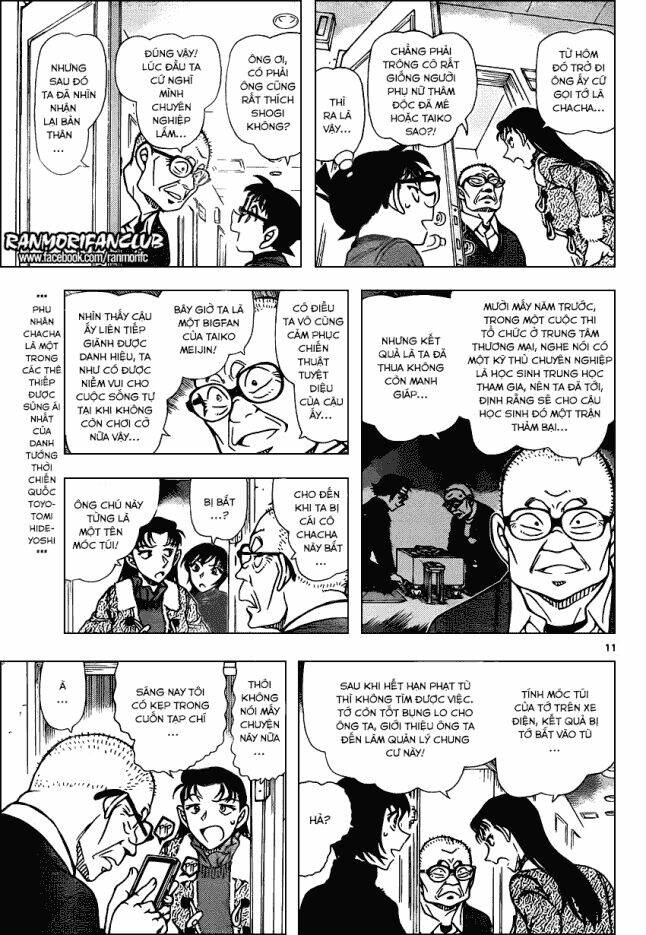 TỪ HÔM
ĐÓ TRỞ ĐI
ÔNG ẤY CỨ
GỌI TỚ LÀ
CHACHA...
CHẲNG PHẢI
TRÔNG CÔ RẤT
GIỐNG NGƯỜI
PHỤ NỮ THÂM
ĐỘC ĐÃ MÊ
HOẶC TAIKO
SAO?!
THÌ
RA LÀ
VẬY...
ÔNG ƠI,
CÓ PHẢI
ÔNG CŨNG
RẤT THÍCH
SHOGI
KHÔNG?
ĐÚNG VẬY!
LÚC ĐẦU TA
CỨ NGHĨ
MÌNH
CHUYÊN
NGHIỆP
LẮM...
NHƯNG
SAU ĐÓ
TA ĐÃ NHÌN
NHẬN
LẠI BẢN
THÂN
...
RANMORIFANCLUB
www.facebook.com/ranmorifc
MƯỜI MẤY NĂM TRƯỚC,
TRONG MỘT CUỘC THI
TỔ CHỨC Ở TRUNG TÂM
THƯƠNG MẠI, NGHE NÓI CÓ
MỘT KỲ THỦ CHUYÊN NGHIỆP
LÀ HỌC SINH TRUNG HỌC
THAM GIA, NÊN TA ĐÃ TỚI,
ĐỊNH RẰNG SẼ CHO CẬU
HỌC SINH ĐÓ MỘT TRẬN
THẢM BẠI...
NHƯNG KẾT
QUẢ LÀ TA ĐÃ
THUA KHÔNG
CÒN MẢNH
GIÁP...
CÓ ĐIỀU
TA VÔ CÙNG
CẢM PHỤC
CHIẾN
THUẬT
TUYỆT
DIỆU
CỦA CẬU
ẤY...
BÂY GIỜ TA LÀ
MỘT BIGFAN
CỦA TAIKO
MEIJIN!
NHÌN THẤY CẬU
ẤY LIÊN TIẾP
GIÀNH ĐƯỢC
DANH HIỆU, TA
NHƯ CÓ ĐƯỢC
NIỀM VUI CHO
CUỘC SỐNG TỰ
TẠI KHI KHÔNG
CÒN CHƠI CỜ
NỮA VẬY...
***
PHU
NHÂN
CHACHA
LÀ MỘT
TRONG
CÁC THÊ
THIẾP
ĐƯỢC
SỦNG ÁI
NHẤT
CỦA
DANH
TƯỚNG
THỜI
CHIẾN
QUỐC
TOYO-
TOMI
HIDE-
YOSHI
***
CHO ĐẾN
KHI TA BỊ
CÁI CÔ
CHACHA
NÀY BẮT
...
BỊ BẮT
...?
ÔNG CHÚ NÀY
TỪNG LÀ
MỘT TÊN
MÓC TÚI!
11
TÍNH MÓC TÚI
CỦA TỚ TRÊN XE
ĐIỆN, KẾT QUẢ BỊ
TỚ BẮT VÀO TÙ
...
SAU KHI HẾT HẠN PHẠT TÙ
THÌ KHÔNG TÌM ĐƯỢC VIỆC.
TỚ CÒN TỐT BỤNG LO CHO
ÔNG TA, GIỚI THIỆU ÔNG TA
ĐẾN LÀM QUẢN LÝ CHUNG
CƯ NÀY!
HẢ?
THÔI
KHÔNG
NÓI MẤY
CHUYỆN
NÀY NỮA
...
SÁNG NAY TÔI
CÓ KẸP TRONG
CUỐN TẠP CHÍ
...
À
...